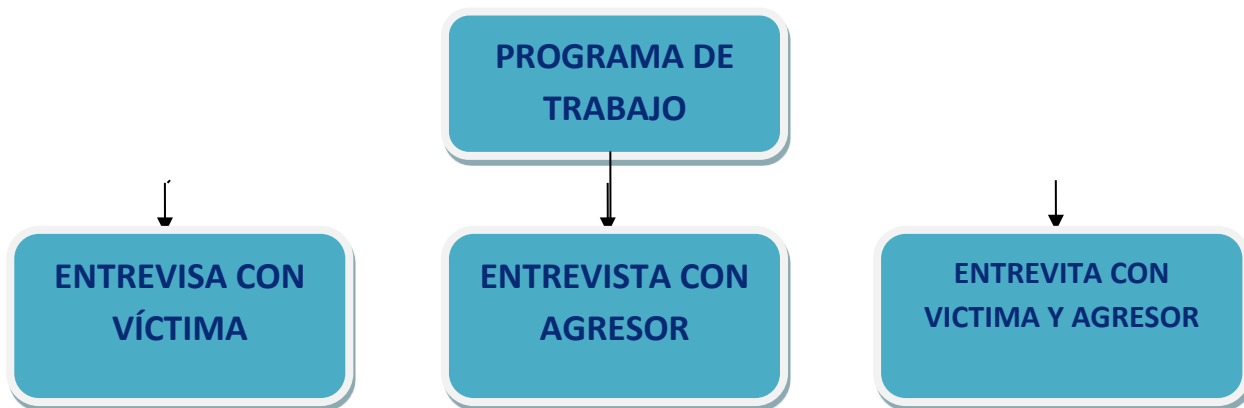 PROGRAMA DE
TRABAJO
ENTREVISA CON
VÍCTIMA
ENTREVISTA CON
AGRESOR
ENTREVITA CON
VICTIMA Y AGRESOR